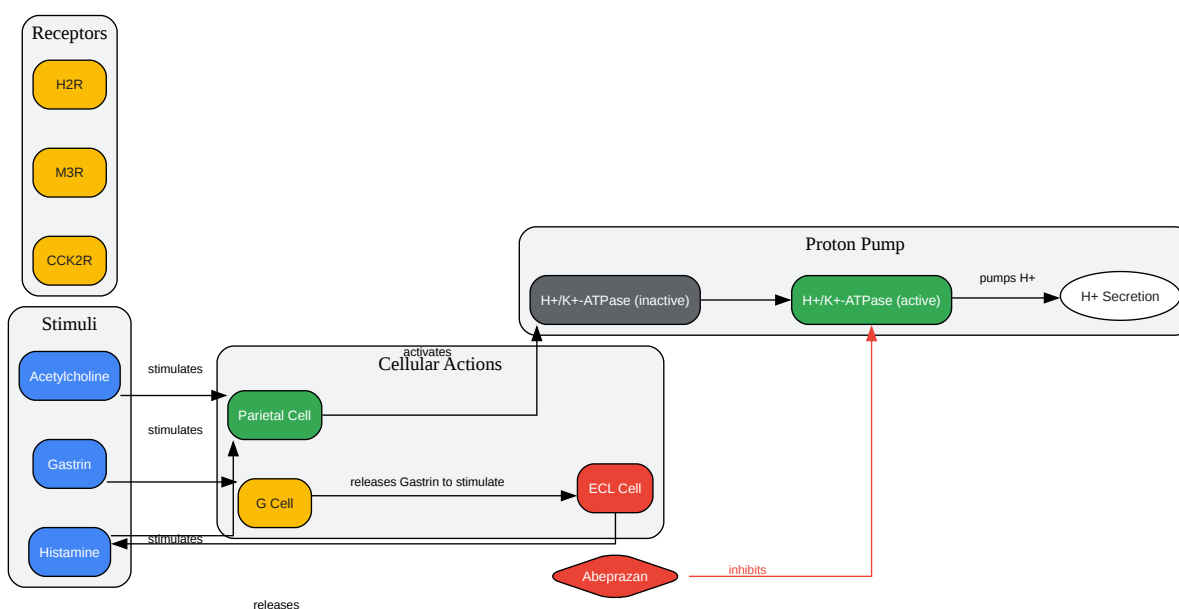 Receptors
H2R
M3R
CCK2R
Stimuli
Acetylcholine
Gastrin
Histamine
stimulates
stimulates
stimulates
releases
Cellular Actions
activates
Parietal Cell
G Cell
releases Gastrin to stimulate
ECL Cell
Proton Pump
H+/K+-ATPase (inactive)
H+/K+-ATPase (active)
pumps H+
H+ Secretion
Abeprazan
inhibits